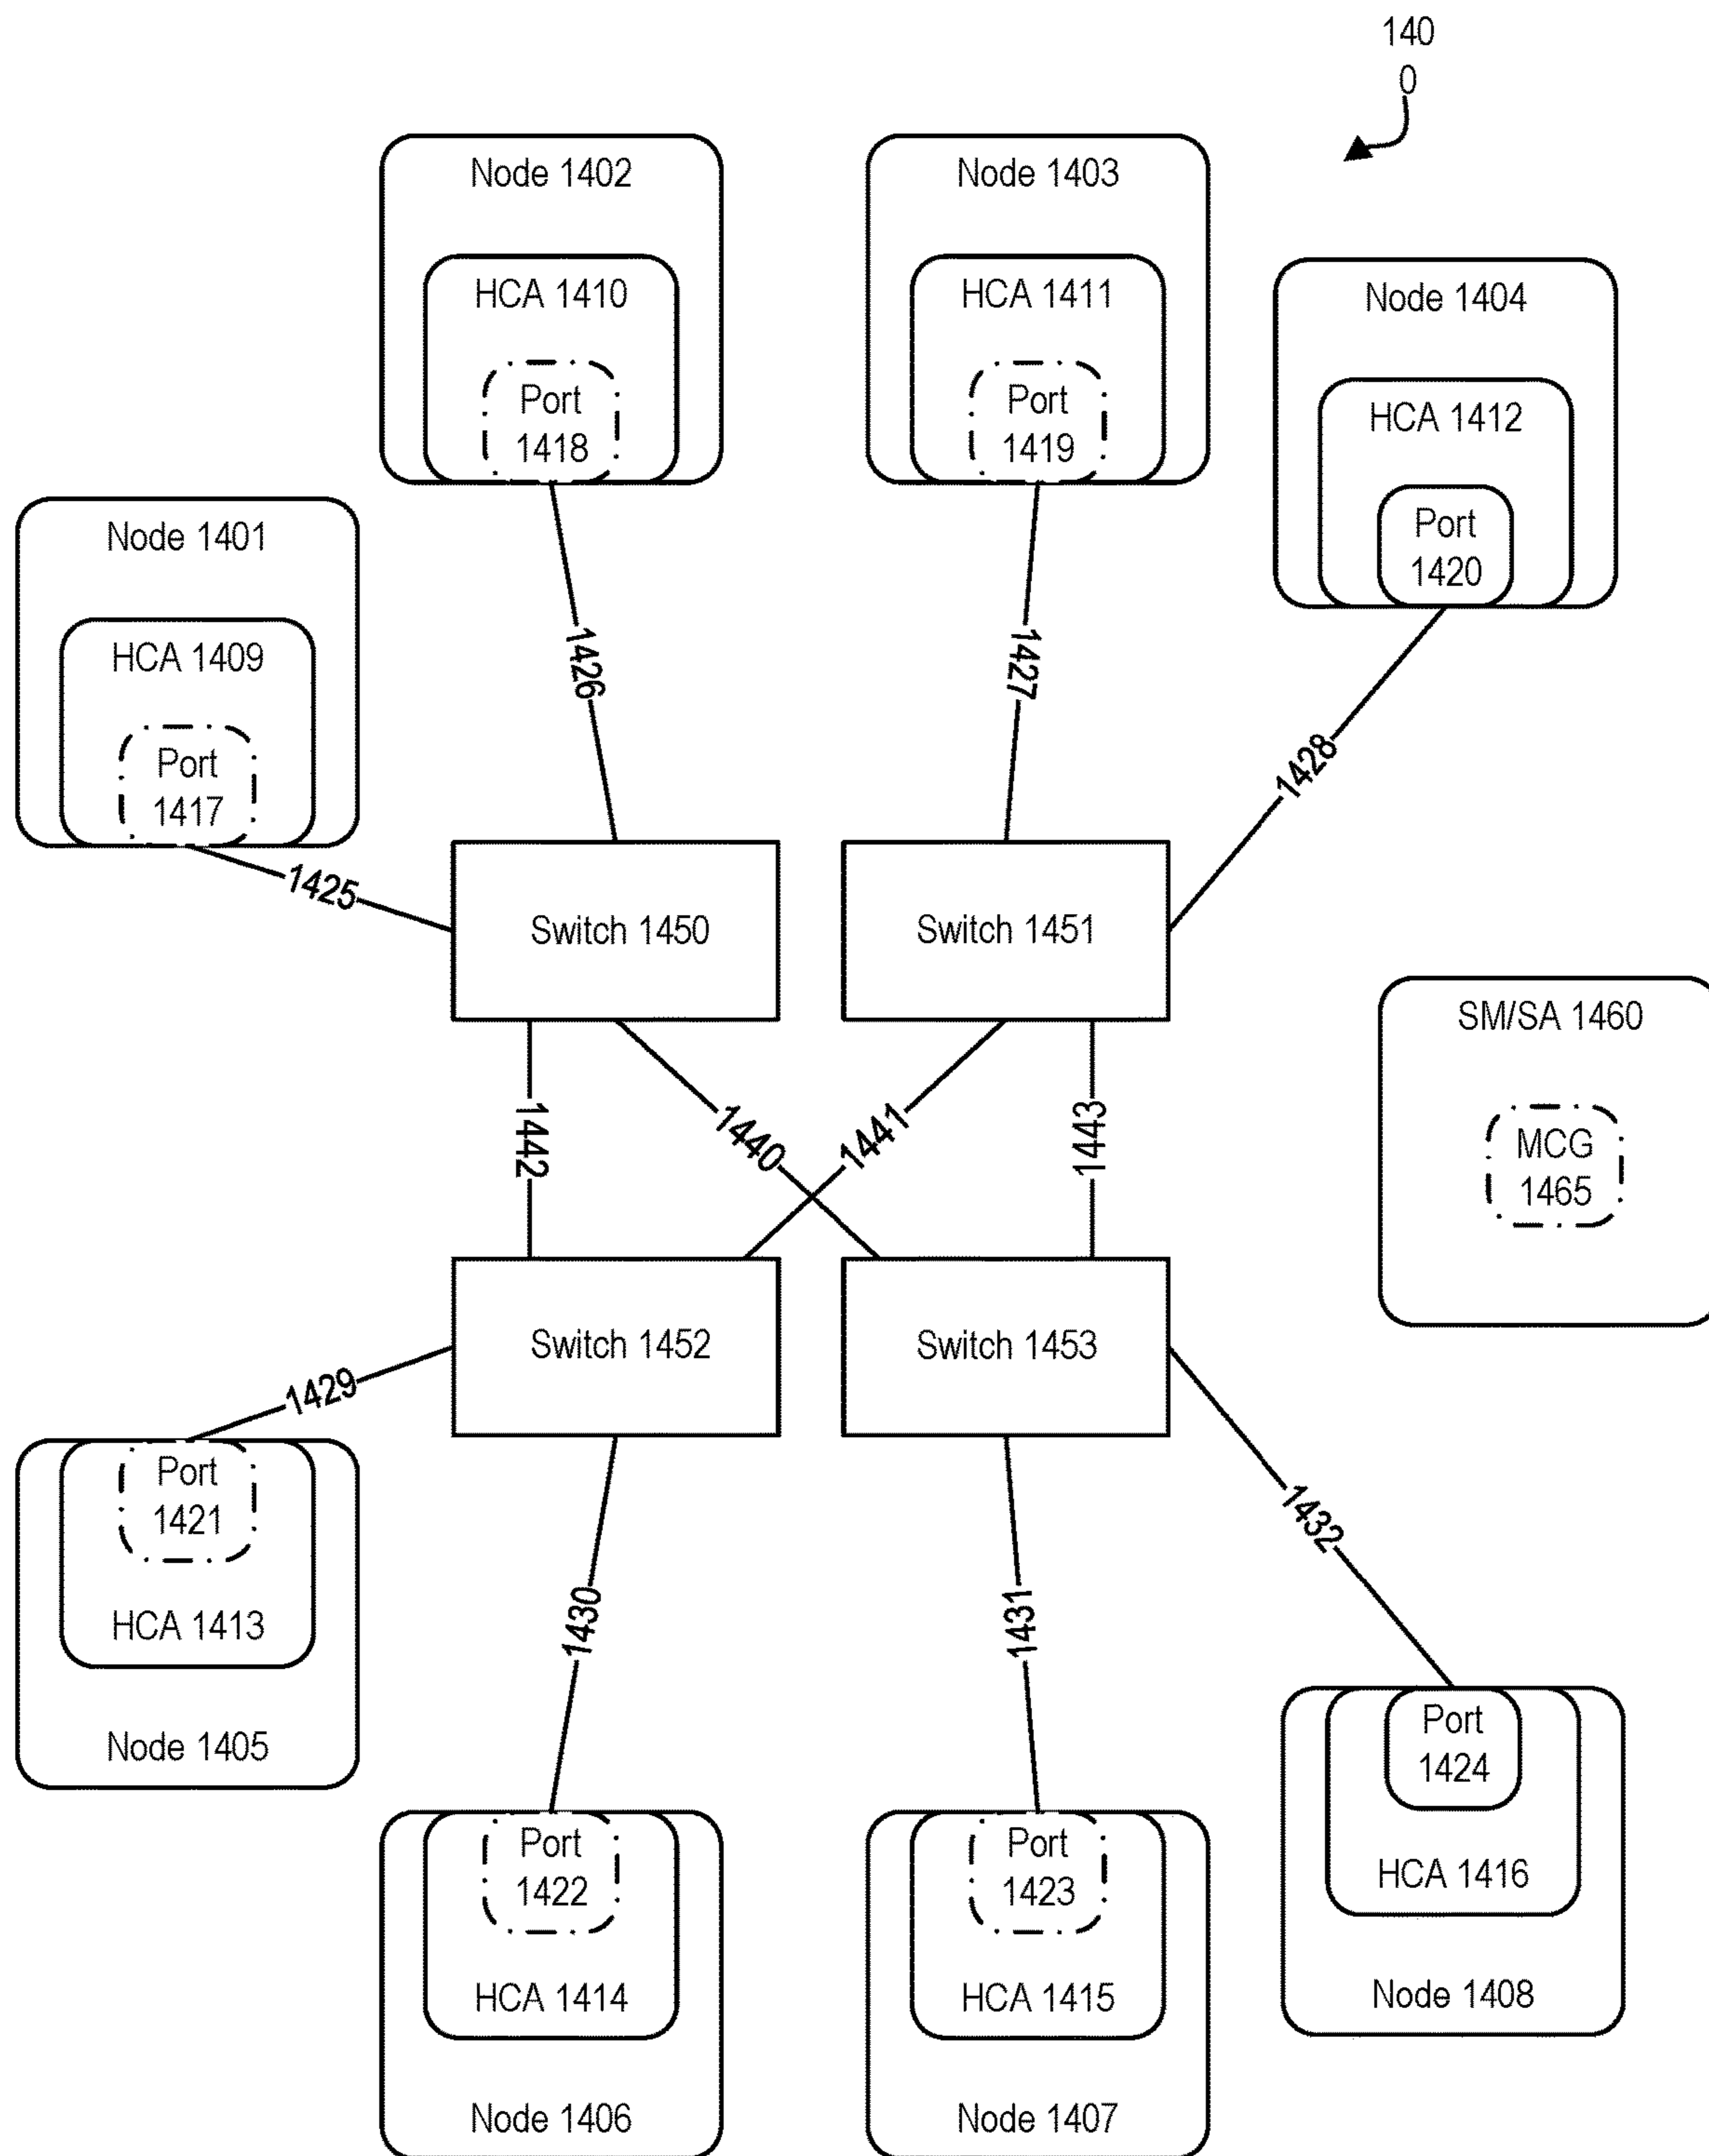 140
0
Node 1402
HCA 1410
Port
1418
Node 1403
HCA 1411
Port
1419
Node 1404
HCA 1412
Port
1420
Node 1401
HCA 1409
Port
1417
1426
1427
1428
1425
Switch 1450
Switch 1451
SM/SA 1460
MCG
1465
1442
1440
1441
1443
Switch 1452
Switch 1453
1429
1430
1431
1432
Port
1421
HCA 1413
Node 1405
Port
1422
HCA 1414
Node 1406
Port
1423
HCA 1415
Node 1407
Port
1424
HCA 1416
Node 1408